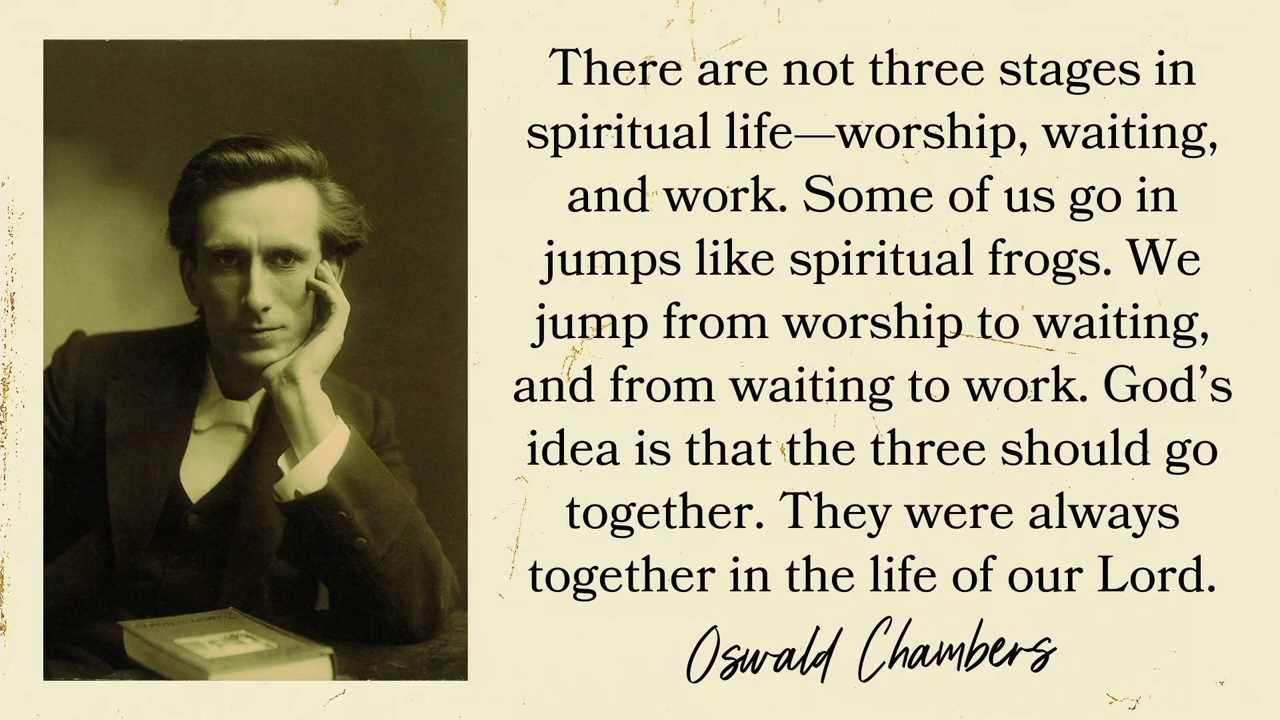 There are not three stages in
spiritual life—worship, waiting,
and work. Some of us go in
jumps like spiritual frogs. We
jump from worship to waiting,
and from waiting to work. God’s
idea is that the three should go
together. They were always
together in the life of our Lord.
Oswald Chambers